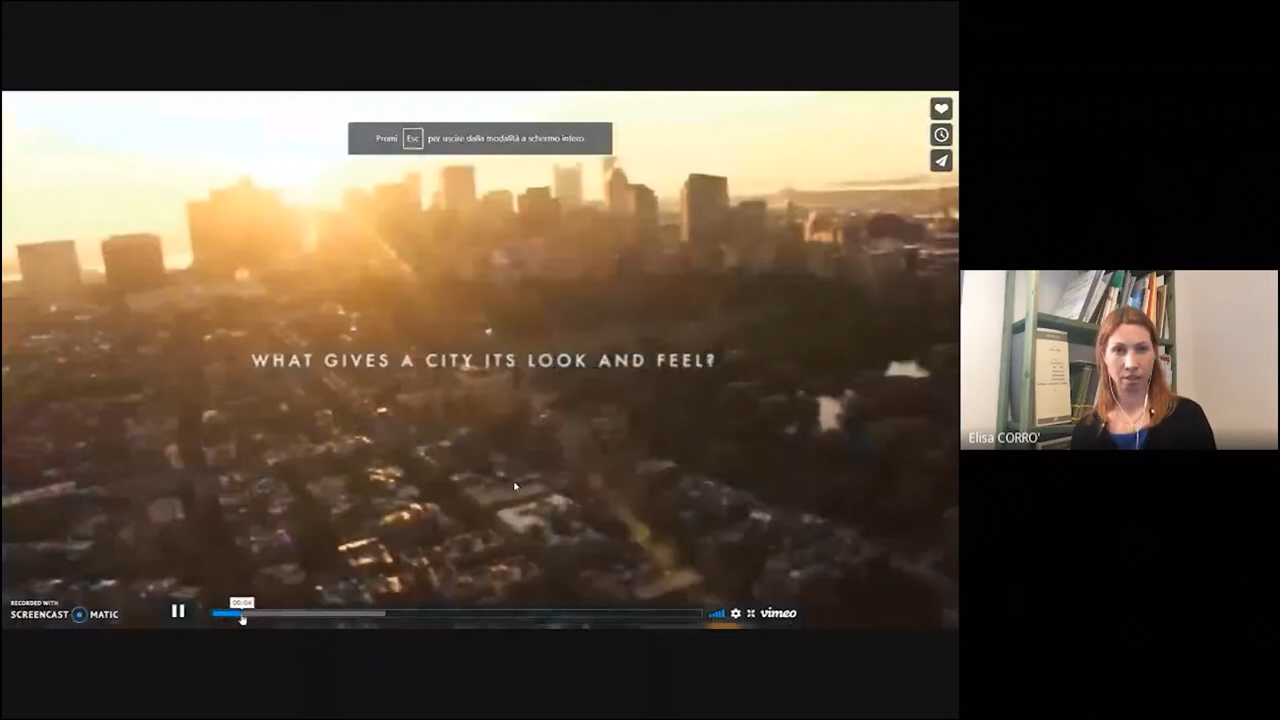 Premi Esc per uscire dalla modalità a schermo intero
WHAT GIVES A CITY ITS LOOK AND FEEL?
Elisa CORRO'
00:04
RECORDED WITH
SCREENCAST MATIC
vimeo